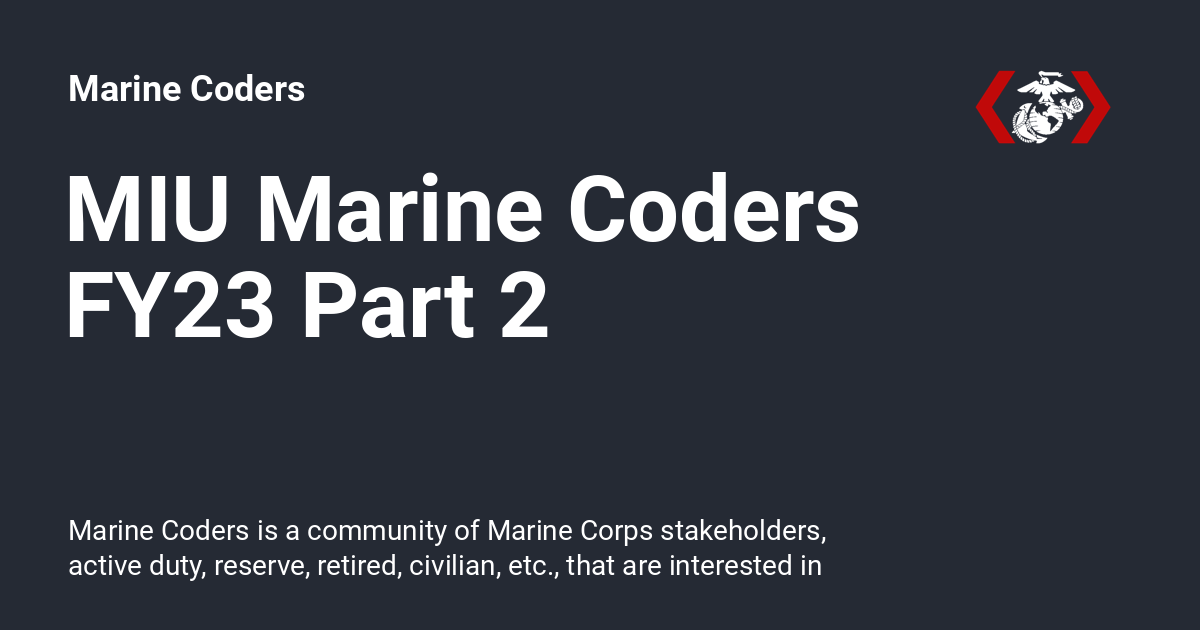 Marine Coders
MIU Marine Coders
FY23 Part 2
Marine Coders is a community of Marine Corps stakeholders,
active duty, reserve, retired, civilian, etc., that are interested in